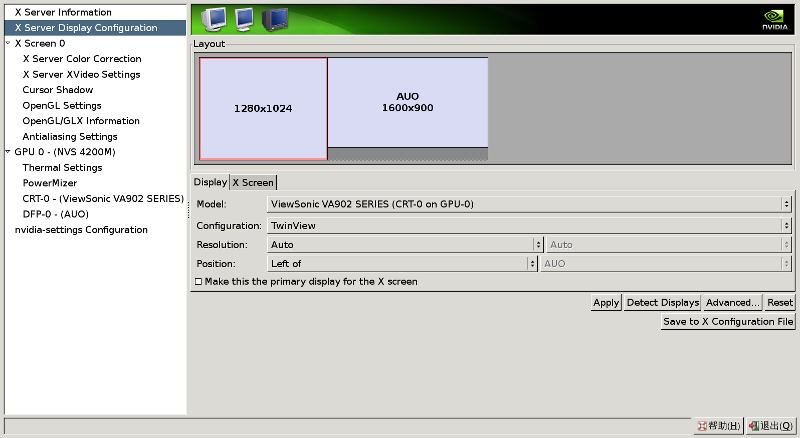 X Server Information
X Server Display Configuration
X Screen 0
X Server Color Correction
X Server XVideo Settings
Cursor Shadow
OpenGL Settings
OpenGL/GLX Information
Antialiasing Settings
GPU 0 - (NVS 4200M)
Thermal Settings
PowerMizer
CRT-0 - (ViewSonic VA902 SERIES)
DFP-0 - (AUO)
nvidia-settings Configuration
NVIDIA
Layout
1280x1024
AUO
1600x900
Display X Screen
Model: ViewSonic VA902 SERIES (CRT-0 on GPU-0)
Configuration: TwinView
Resolution: Auto Auto
Position: Left of AUO
Make this the primary display for the X screen
Apply Detect Displays Advanced... Reset
Save to X Configuration File
帮助(H) 退出(Q)